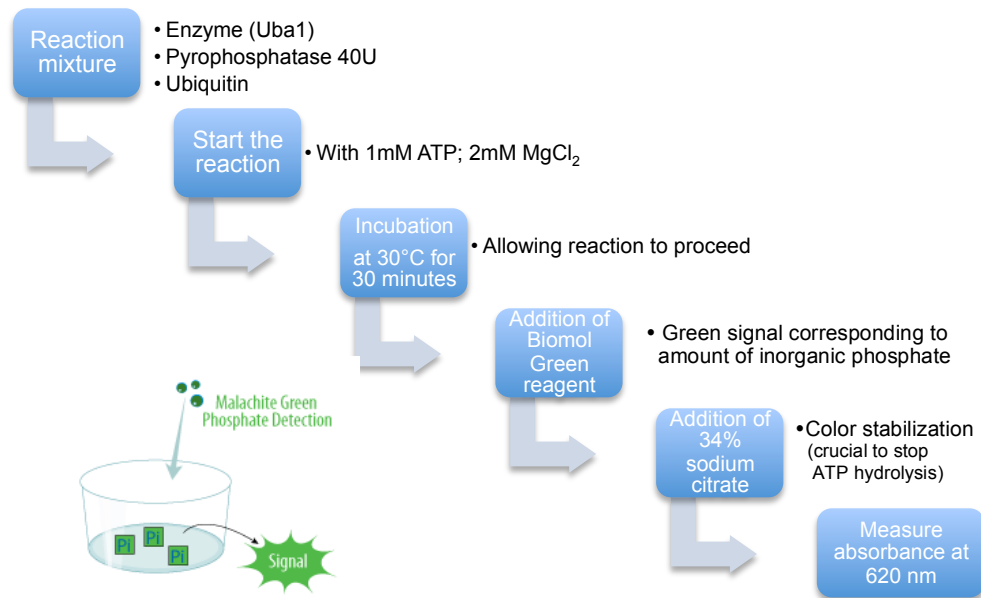 Reaction
mixture
• Enzyme (Uba1)
• Pyrophosphatase 40U
• Ubiquitin
Start the
reaction
• With 1mM ATP; 2mM MgCl₂
Incubation
at 30°C for
30 minutes
• Allowing reaction to proceed
Addition of
Biomol
Green
reagent
• Green signal corresponding to
amount of inorganic phosphate
Malachite Green
Phosphate Detection
Addition of
34%
sodium
citrate
• Color stabilization
(crucial to stop
ATP hydrolysis)
Pi
Pi
Pi
Signal
Measure
absorbance at
620 nm